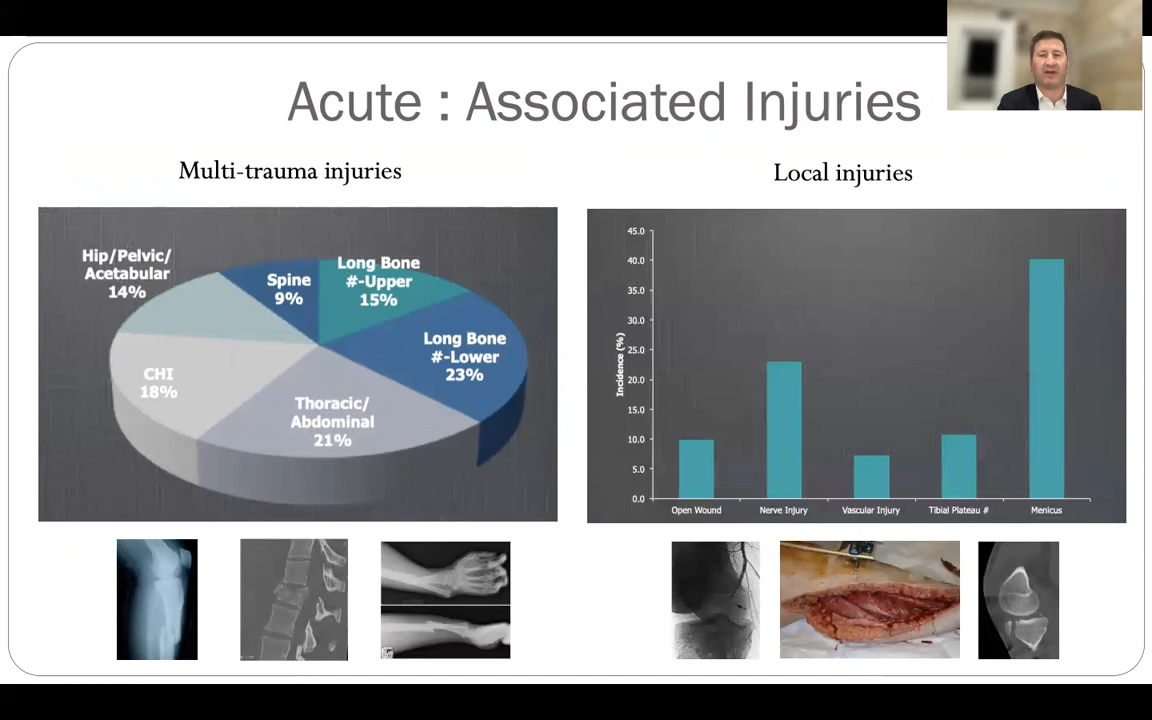 Acute : Associated Injuries
Multi-trauma injuries
Hip/Pelvic/
Acetabular
14%
Spine
9%
Long Bone
#-Upper
15%
Long Bone
#-Lower
23%
CHI
18%
Thoracic/
Abdominal
21%
Local injuries
Incidence (%)
45.0
40.0
35.0
30.0
25.0
20.0
15.0
10.0
5.0
0.0
Open Wound
Nerve Injury
Vascular Injury
Tibial Plateau #
Menicus